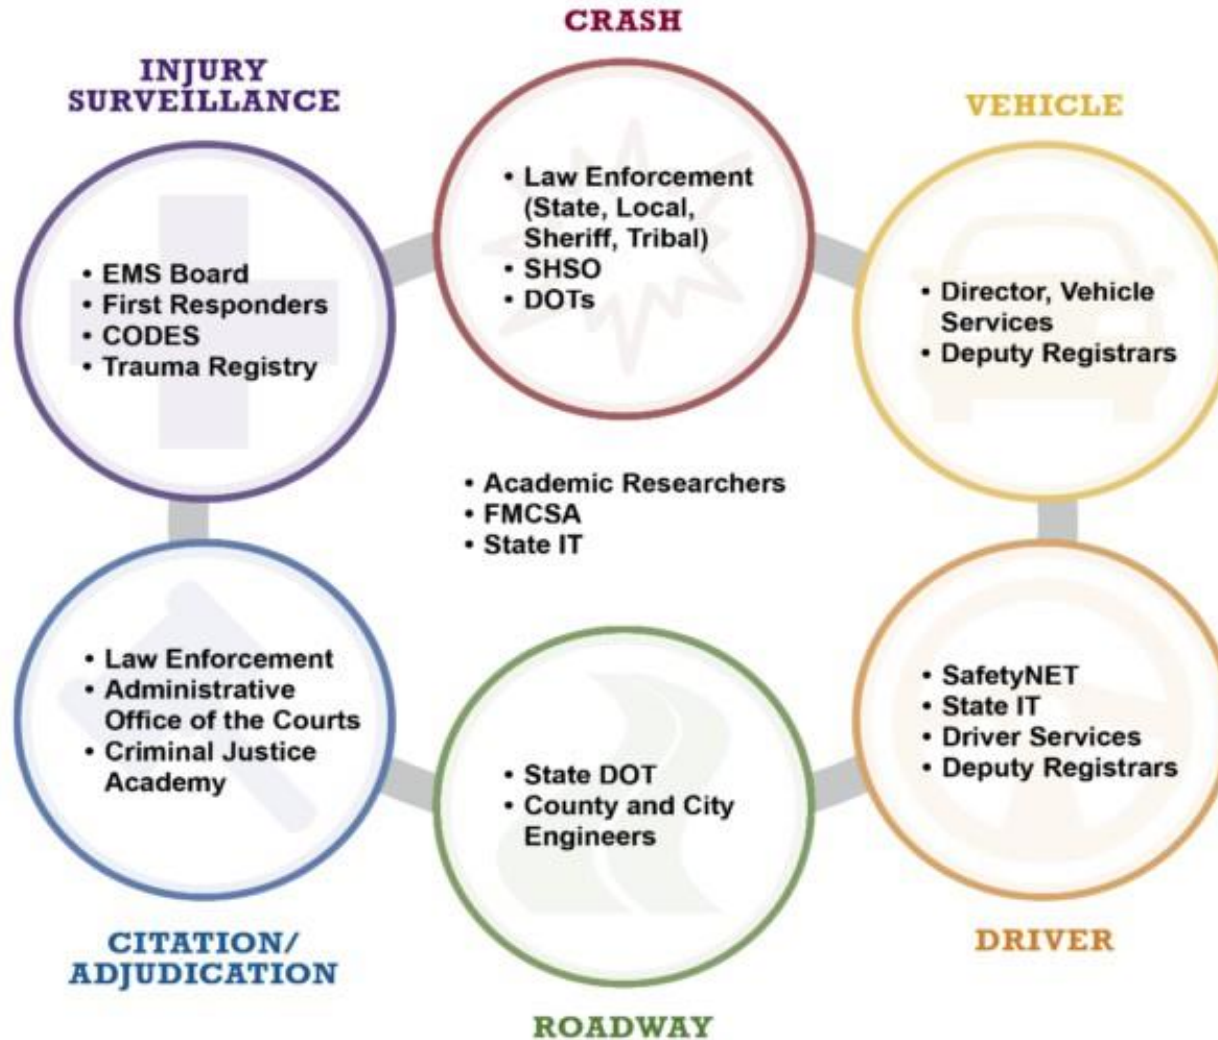 CRASH
• Law Enforcement
(State, Local,
Sheriff, Tribal)
• SHSO
• DOTs
INJURY
SURVEILLANCE
• EMS Board
• First Responders
• CODES
• Trauma Registry
VEHICLE
• Director, Vehicle
Services
• Deputy Registrars
• Academic Researchers
• FMCSA
• State IT
• Law Enforcement
• Administrative
Office of the Courts
• Criminal Justice
Academy
CITATION/
ADJUDICATION
• State DOT
• County and City
Engineers
ROADWAY
• SafetyNET
• State IT
• Driver Services
• Deputy Registrars
DRIVER